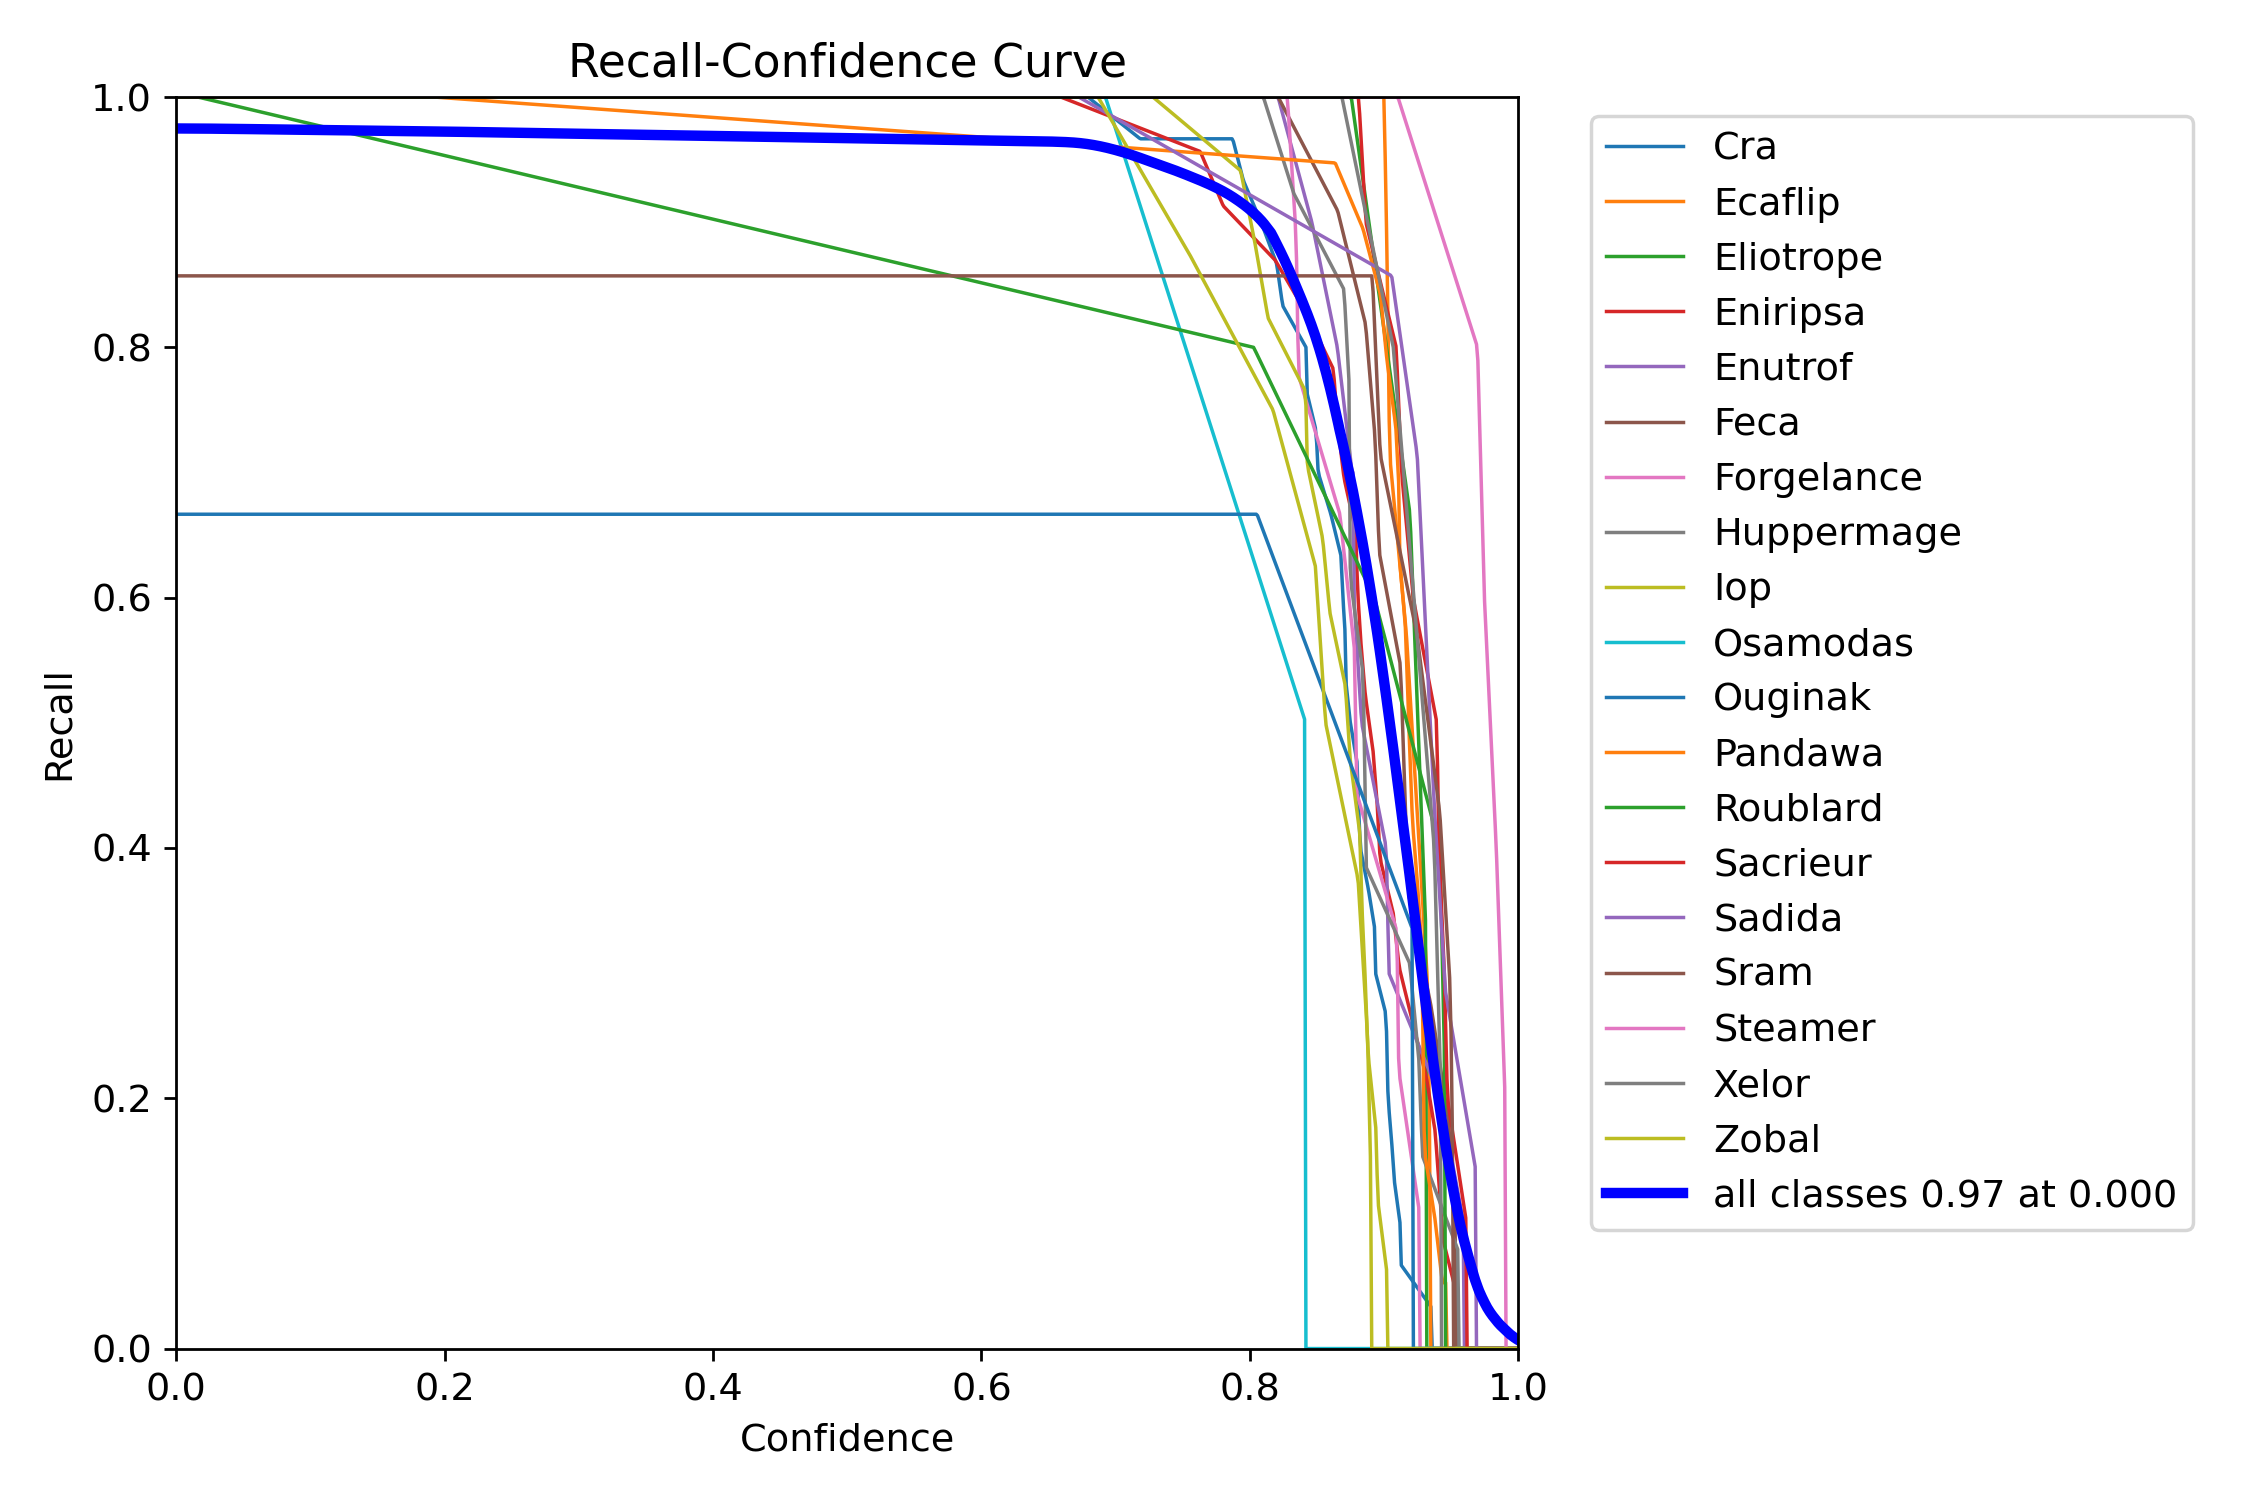 Recall-Confidence Curve
1.0
0.8
0.6
0.4
0.2
0.0
Recall
0.0 0.2 0.4 0.6 0.8 1.0
Confidence
Cra
Ecaflip
Eliotrope
Eniripsa
Enutrof
Feca
Forgelance
Huppermage
Iop
Osamodas
Ouginak
Pandawa
Roublard
Sacrieur
Sadida
Sram
Steamer
Xelor
Zobal
all classes 0.97 at 0.000